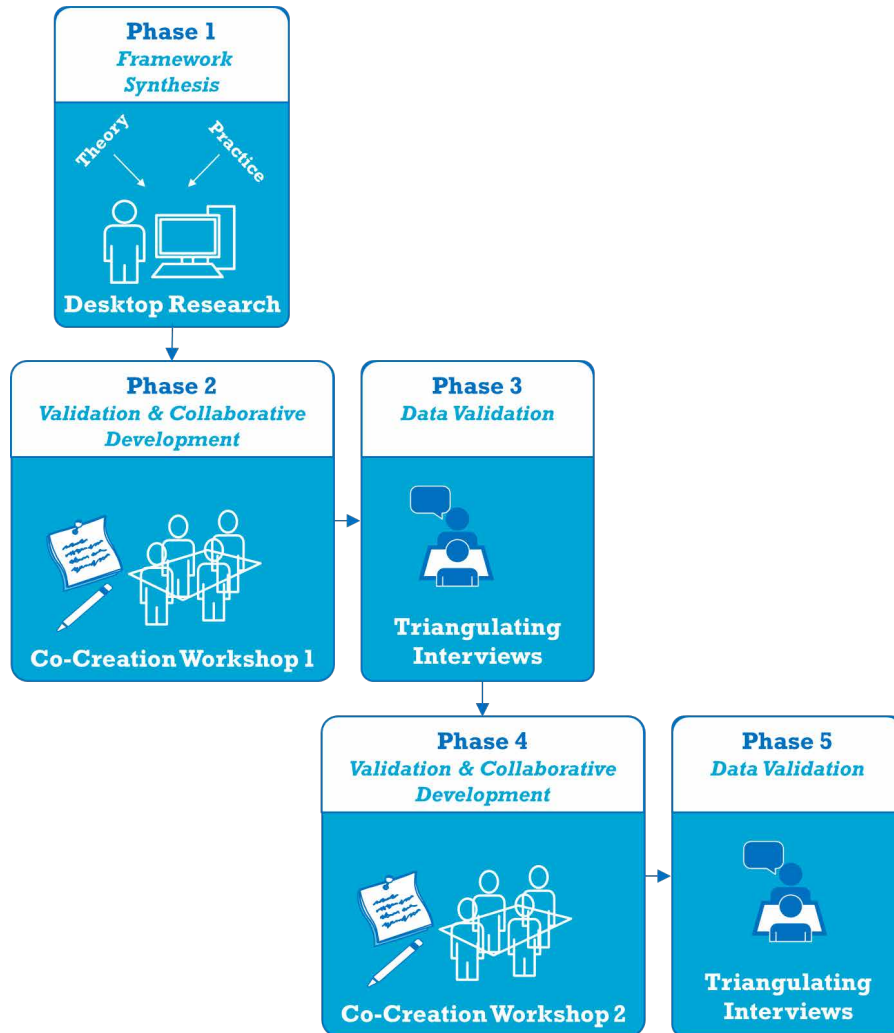 Phase 1
Framework
Synthesis
Theory
Practice
Desktop Research
Phase 2
Validation & Collaborative
Development
Co-Creation Workshop 1
Phase 3
Data Validation
Triangulating
Interviews
Phase 4
Validation & Collaborative
Development
Co-Creation Workshop 2
Phase 5
Data Validation
Triangulating
Interviews